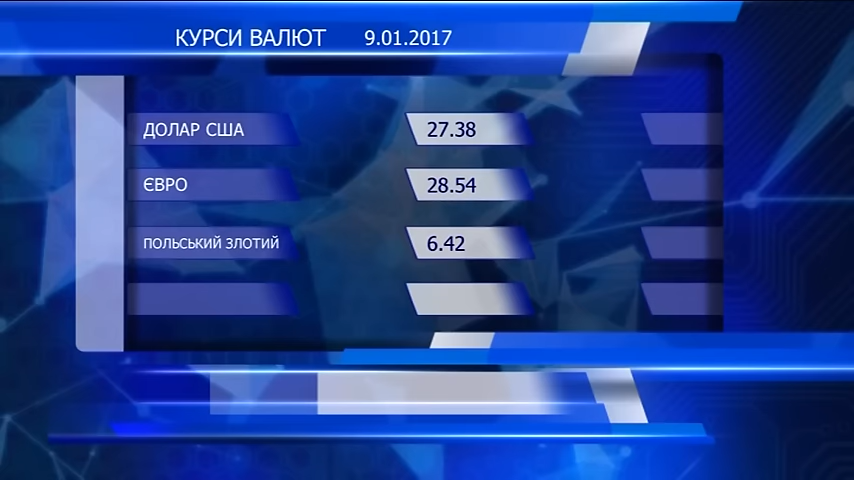 КУРСИ ВАЛЮТ 9.01.2017
ДОЛАР США 27.38
ЄВРО 28.54
ПОЛЬСЬКИЙ ЗЛОТИЙ 6.42